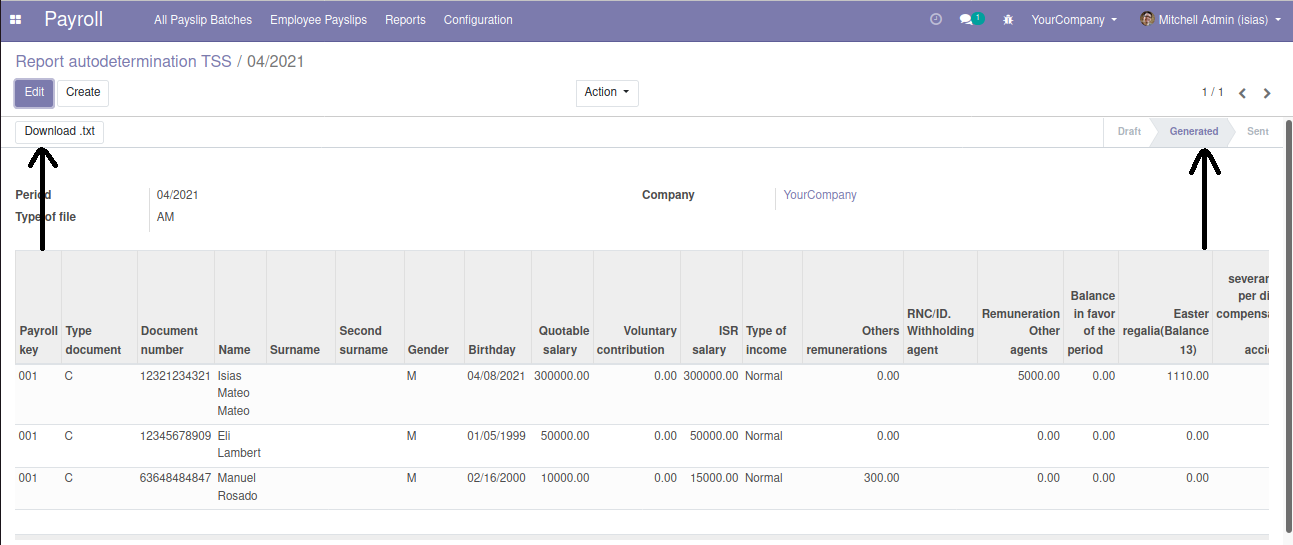 Payroll All Payslip Batches Employee Payslips Reports Configuration 1 YourCompany Mitchell Admin (isias)
Report autodetermination TSS / 04/2021
Edit Create Action 1 / 1
Download .txt Draft Generated Sent
Period 04/2021 Company YourCompany
Type of file AM
Payroll key Type document Document number Name Surname Second surname Gender Birthday Quotable salary Voluntary contribution ISR salary Type of income Others remunerations RNC/ID. Withholding agent Remuneration Other agents Balance in favor of the period Easter regalia(Balance 13) severan per di compensa acci
001 C 12321234321 Isias Mateo Mateo M 04/08/2021 300000.00 0.00 300000.00 Normal 0.00 5000.00 0.00 1110.00
001 C 12345678909 Eli Lambert M 01/05/1999 50000.00 0.00 50000.00 Normal 0.00 0.00 0.00 0.00
001 C 63648484847 Manuel Rosado M 02/16/2000 10000.00 0.00 15000.00 Normal 300.00 0.00 0.00 0.00